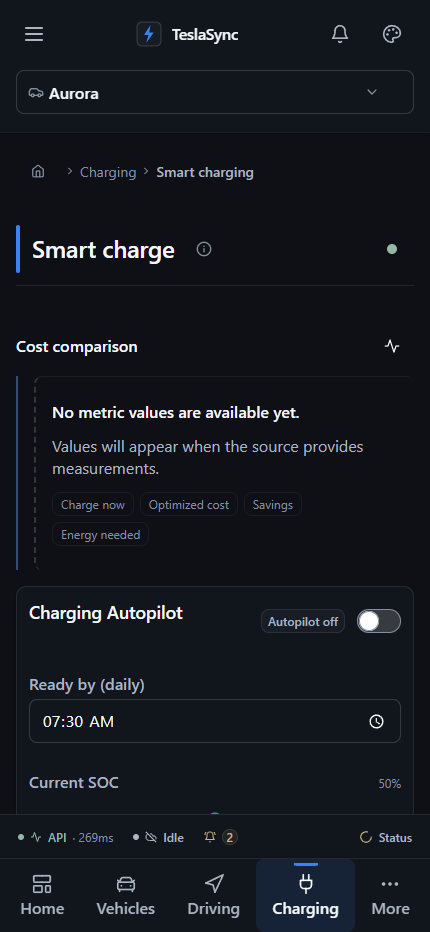 TeslaSync
Aurora
Charging > Smart charging
Smart charge
Cost comparison
No metric values are available yet.
Values will appear when the source provides
measurements.
Charge now Optimized cost Savings
Energy needed
Charging Autopilot Autopilot off
Ready by (daily)
07:30 AM
Current SOC 50%
API · 269ms Idle 2 Status
Home Vehicles Driving Charging More